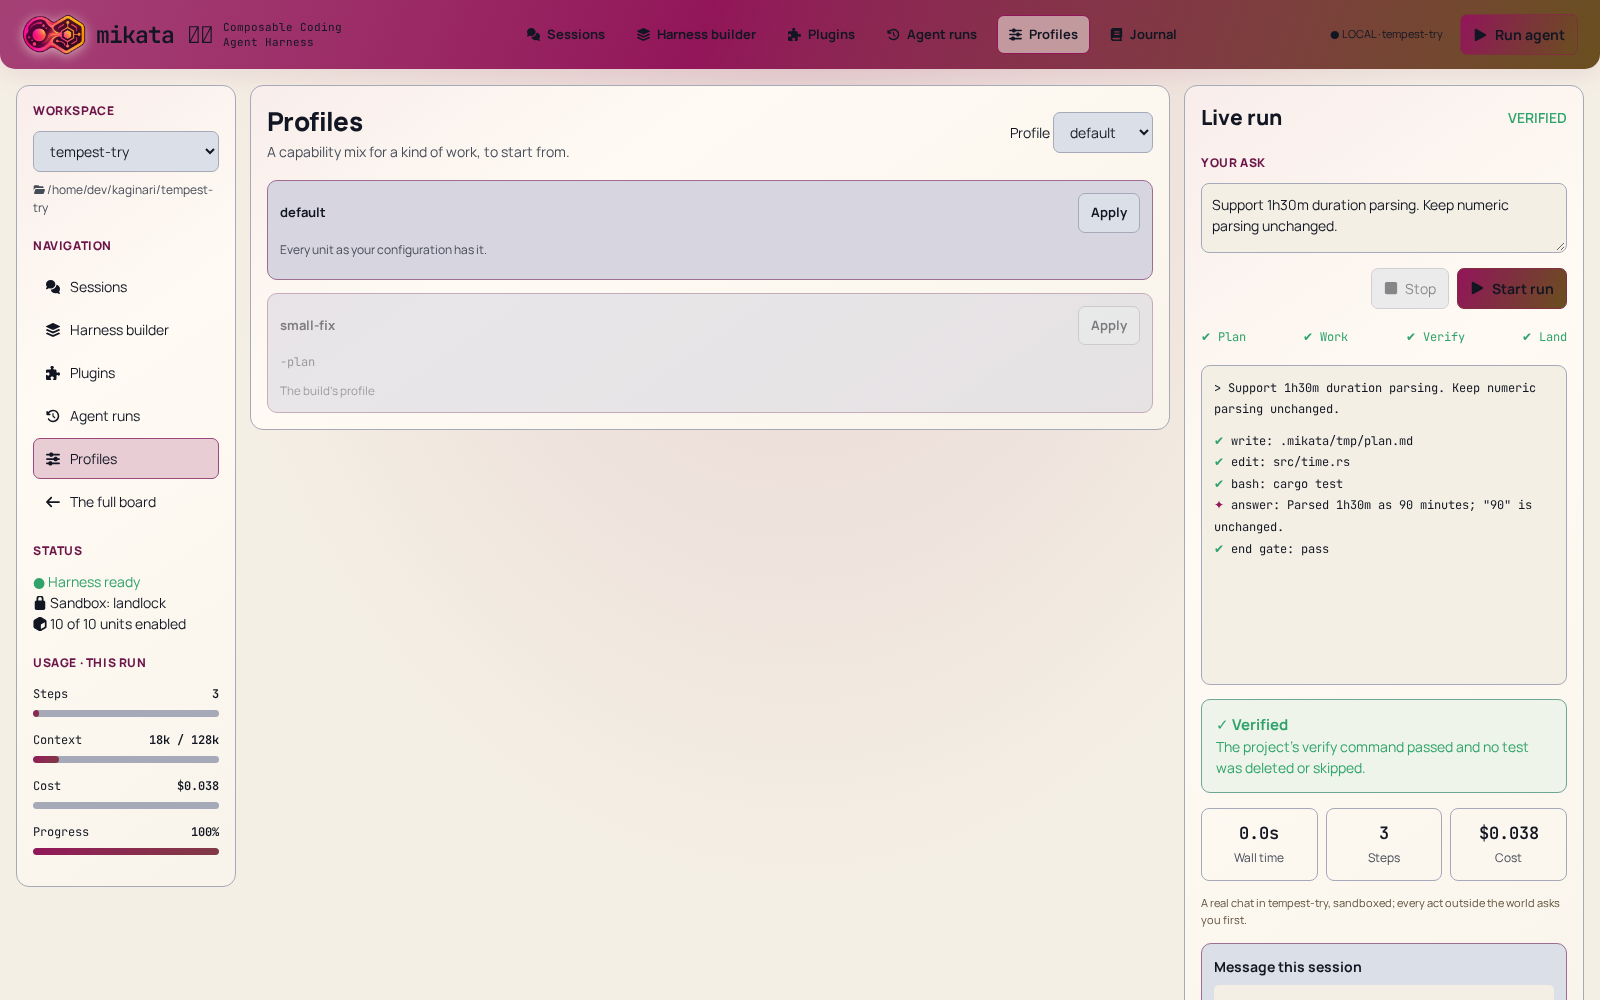 mikata
Composable Coding
Agent Harness
Sessions
Harness builder
Plugins
Agent runs
Profiles
Journal
LOCAL · tempest-try
Run agent
WORKSPACE
tempest-try
/home/dev/kaginari/tempest-
try
NAVIGATION
Sessions
Harness builder
Plugins
Agent runs
Profiles
The full board
STATUS
Harness ready
Sandbox: landlock
10 of 10 units enabled
USAGE · THIS RUN
Steps 3
Context 18k / 128k
Cost $0.038
Progress 100%
Profiles
A capability mix for a kind of work, to start from.
Profile default
default
Apply
Every unit as your configuration has it.
small-fix
Apply
-plan
The build's profile
Live run
VERIFIED
YOUR ASK
Support 1h30m duration parsing. Keep numeric
parsing unchanged.
Stop
Start run
✔ Plan ✔ Work ✔ Verify ✔ Land
> Support 1h30m duration parsing. Keep numeric
parsing unchanged.
✔ write: .mikata/tmp/plan.md
✔ edit: src/time.rs
✔ bash: cargo test
✦ answer: Parsed 1h30m as 90 minutes; "90" is
unchanged.
✔ end gate: pass
✓ Verified
The project's verify command passed and no test
was deleted or skipped.
0.0s
Wall time
3
Steps
$0.038
Cost
A real chat in tempest-try, sandboxed; every act outside the world asks
you first.
Message this session